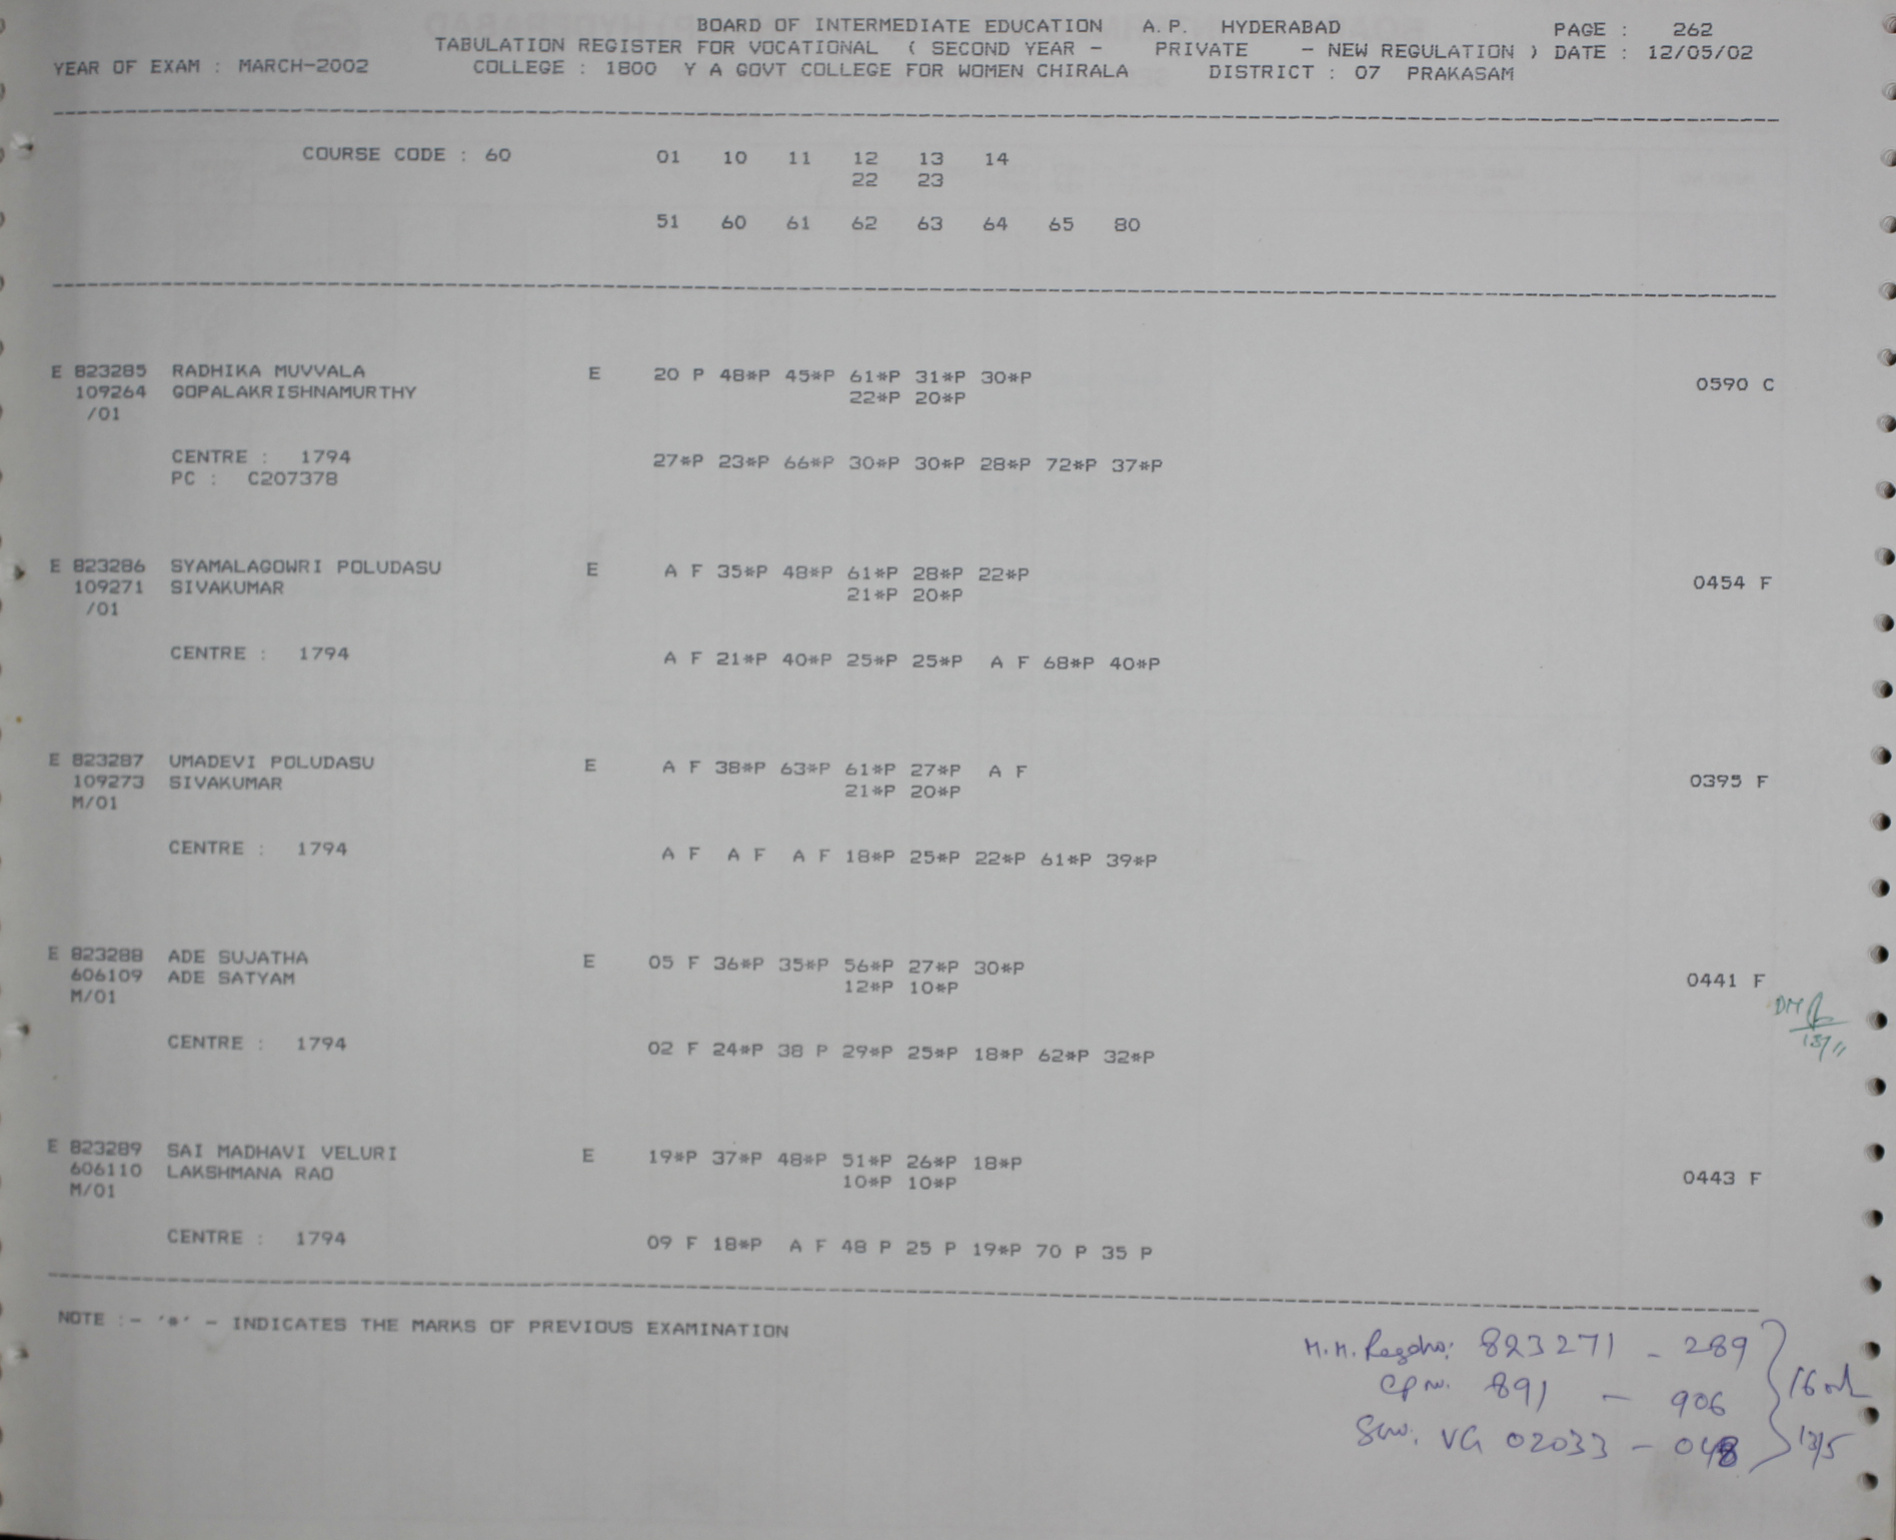 BOARD OF INTERMEDIATE EDUCATION A.P. HYDERABAD PAGE : 262
TABULATION REGISTER FOR VOCATIONAL ( SECOND YEAR - PRIVATE - NEW REGULATION ) DATE : 12/05/02
YEAR OF EXAM : MARCH-2002 COLLEGE : 1800 Y A GOVT COLLEGE FOR WOMEN CHIRALA DISTRICT : 07 PRAKASAM
COURSE CODE : 60 01 10 11 12 13 14
22 23
51 60 61 62 63 64 65 80
E 823285 RADHIKA MUVVALA E 20 P 48*P 45*P 61*P 31*P 30*P 0590 C
109264 GOPALAKRISHNAMURTHY 22*P 20*P
/01
CENTRE : 1794 27*P 23*P 66*P 30*P 30*P 28*P 72*P 37*P
PC : C207378
E 823286 SYAMALAGOWRI POLUDASU E A F 35*P 48*P 61*P 28*P 22*P 0454 F
109271 SIVAKUMAR 21*P 20*P
/01
CENTRE : 1794 A F 21*P 40*P 25*P 25*P A F 68*P 40*P
E 823287 UMADEVI POLUDASU E A F 38*P 63*P 61*P 27*P A F 0395 F
109273 SIVAKUMAR 21*P 20*P
M/01
CENTRE : 1794 A F A F A F 18*P 25*P 22*P 61*P 39*P
E 823288 ADE SUJATHA E 05 F 36*P 35*P 56*P 27*P 30*P 0441 F
606109 ADE SATYAM 12*P 10*P
M/01
CENTRE : 1794 02 F 24*P 38 P 29*P 25*P 18*P 62*P 32*P
E 823289 SAI MADHAVI VELURI E 19*P 37*P 48*P 51*P 26*P 18*P 0443 F
606110 LAKSHMANA RAO 10*P 10*P
M/01
CENTRE : 1794 09 F 18*P A F 48 P 25 P 19*P 70 P 35 P
NOTE :- '*' - INDICATES THE MARKS OF PREVIOUS EXAMINATION
M.M. 823271 - 289
891 - 906 16
VG 02033 - 048 13/5